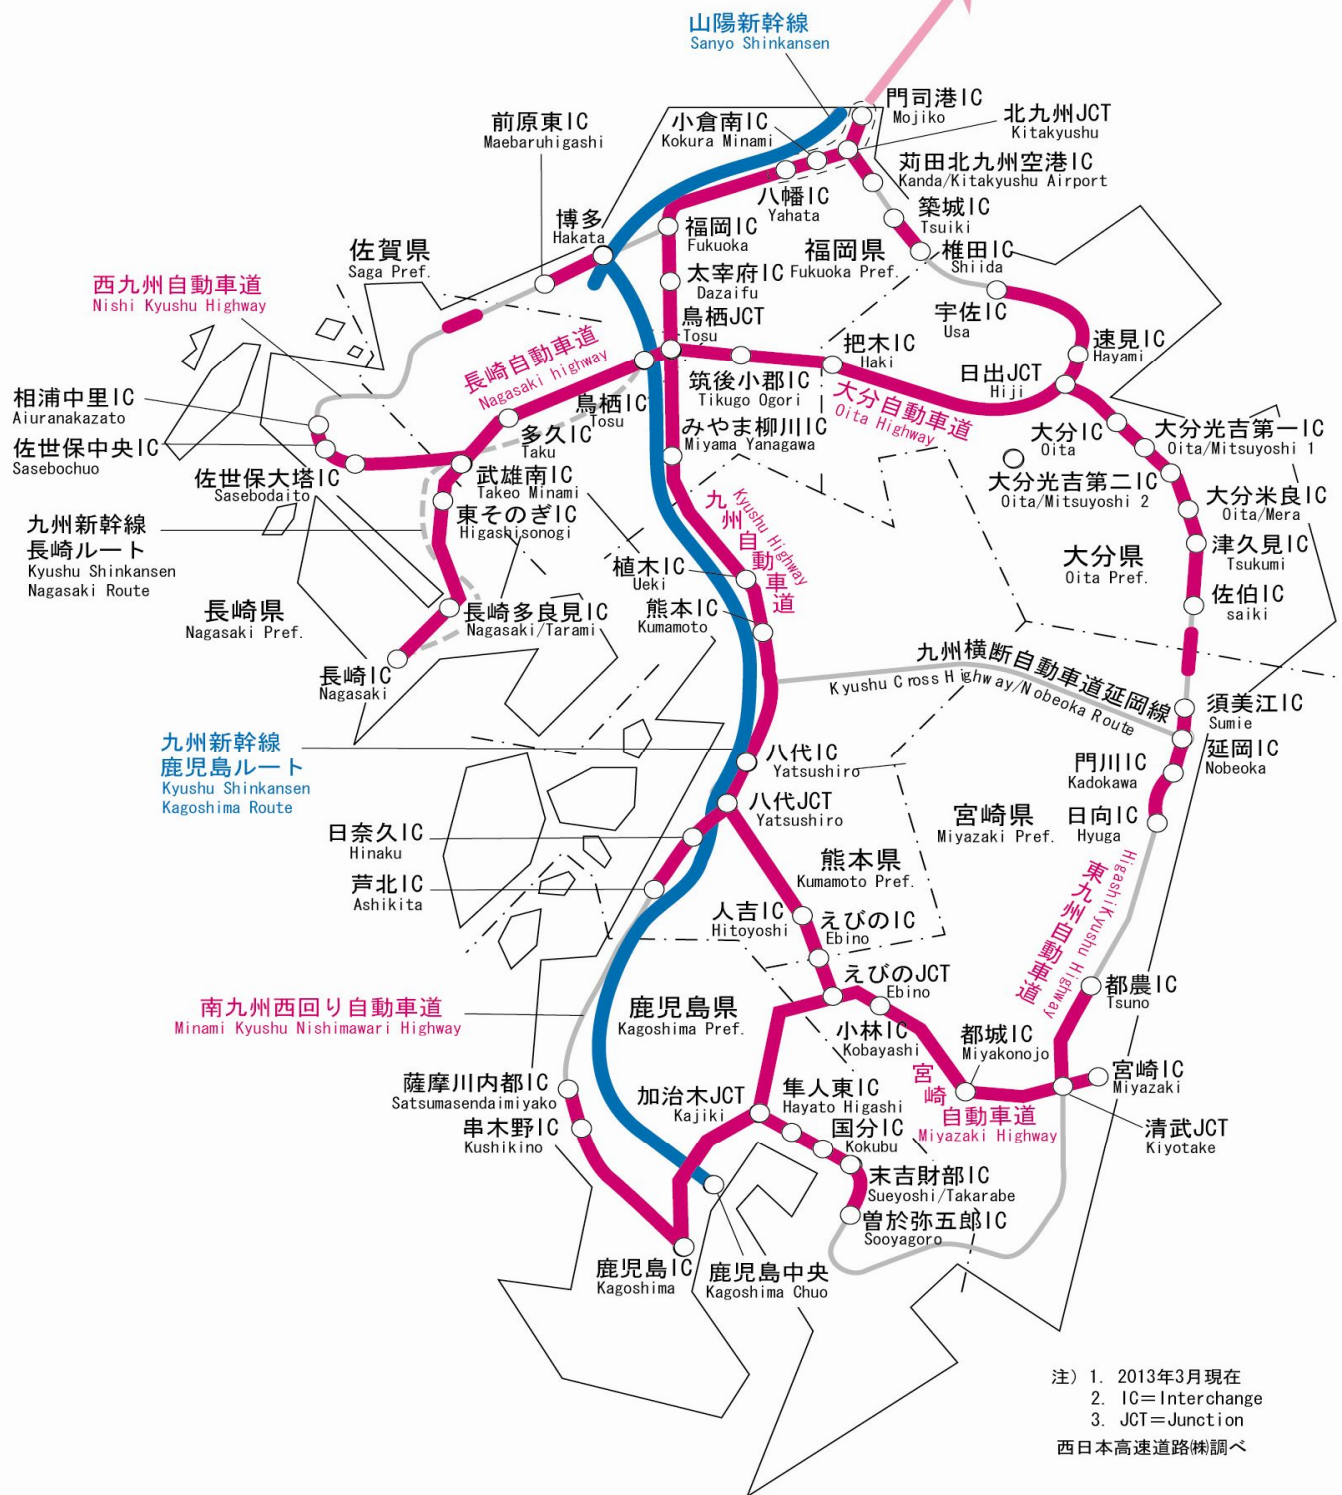 山陽新幹線
Sanyo Shinkansen
門司港IC
Mojiko
前原東IC
Maebaruhigashi
小倉南IC
Kokura Minami
北九州JCT
Kitakyushu
苅田北九州空港IC
Kanda/Kitakyushu Airport
八幡IC
Yahata
築城IC
Tsuiki
博多
Hakata
福岡IC
Fukuoka
福岡県
Fukuoka Pref.
椎田IC
Shiida
佐賀県
Saga Pref.
西九州自動車道
Nishi Kyushu Highway
太宰府IC
Dazaifu
宇佐IC
Usa
鳥栖JCT
Tosu
速見IC
Hayami
長崎自動車道
Nagasaki highway
把木IC
Haki
日出JCT
Hiji
相浦中里IC
Aiuranakazato
鳥栖IC
Tosu
筑後小郡IC
Tikugo Ogori
大分自動車道
Oita Highway
佐世保中央IC
Sasebochuo
多久IC
Taku
みやま柳川IC
Miyama Yanagawa
大分IC
Oita
大分光吉第一IC
Oita/Mitsuyoshi 1
佐世保大塔IC
Sasebodaito
武雄南IC
Takeo Minami
大分光吉第二IC
Oita/Mitsuyoshi 2
大分米良IC
Oita/Mera
九州新幹線
長崎ルート
Kyushu Shinkansen
Nagasaki Route
東そのぎIC
Higashisonogi
九州自動車道
Kyushu Highway
津久見IC
Tsukumi
大分県
Oita Pref.
植木IC
Ueki
佐伯IC
saiki
長崎県
Nagasaki Pref.
長崎多良見IC
Nagasaki/Tarami
熊本IC
Kumamoto
長崎IC
Nagasaki
九州横断自動車道延岡線
Kyushu Cross Highway/Nobeoka Route
須美江IC
Sumie
九州新幹線
鹿児島ルート
Kyushu Shinkansen
Kagoshima Route
八代IC
Yatsushiro
延岡IC
Nobeoka
門川IC
Kadokawa
八代JCT
Yatsushiro
宮崎県
Miyazaki Pref.
日向IC
Hyuga
日奈久IC
Hinaku
熊本県
Kumamoto Pref.
芦北IC
Ashikita
東九州自動車道
HigashiKyushu Highway
人吉IC
Hitoyoshi
えびのIC
Ebino
えびのJCT
Ebino
都農IC
Tsuno
南九州西回り自動車道
Minami Kyushu Nishimawari Highway
鹿児島県
Kagoshima Pref.
小林IC
Kobayashi
都城IC
Miyakonojo
宮崎IC
Miyazaki
薩摩川内都IC
Satsumasendaimiyako
加治木JCT
Kajiki
隼人東IC
Hayato Higashi
宮崎自動車道
Miyazaki Highway
串木野IC
Kushikino
国分IC
Kokubu
清武JCT
Kiyotake
末吉財部IC
Sueyoshi/Takarabe
曽於弥五郎IC
Sooyagoro
鹿児島IC
Kagoshima
鹿児島中央
Kagoshima Chuo
注) 1. 2013年3月現在
2. IC=Interchange
3. JCT=Junction
西日本高速道路㈱調べ